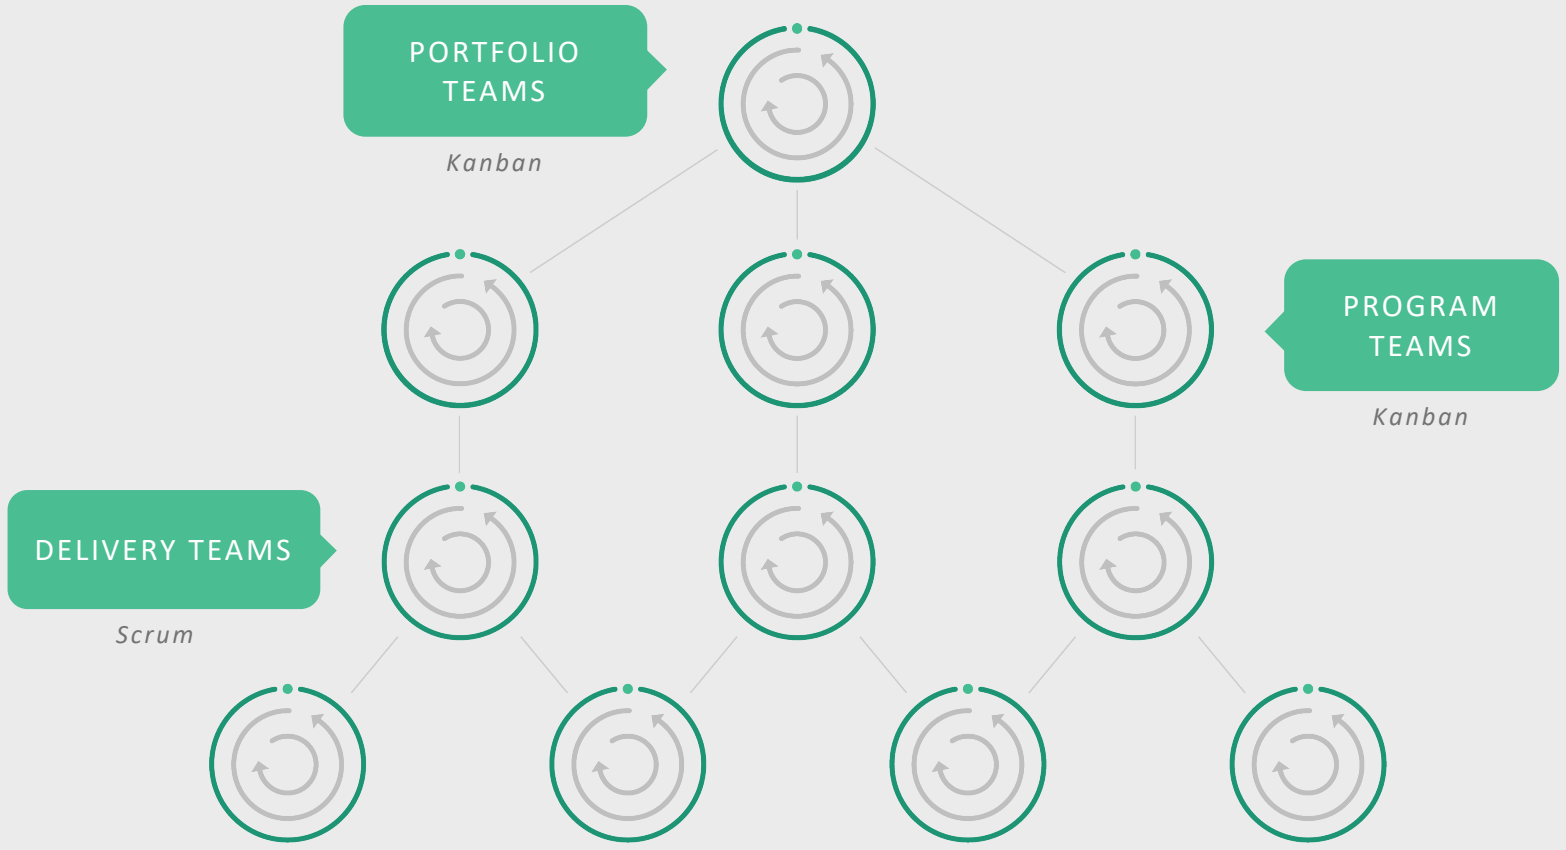 PORTFOLIO
TEAMS
Kanban
PROGRAM
TEAMS
Kanban
DELIVERY TEAMS
Scrum